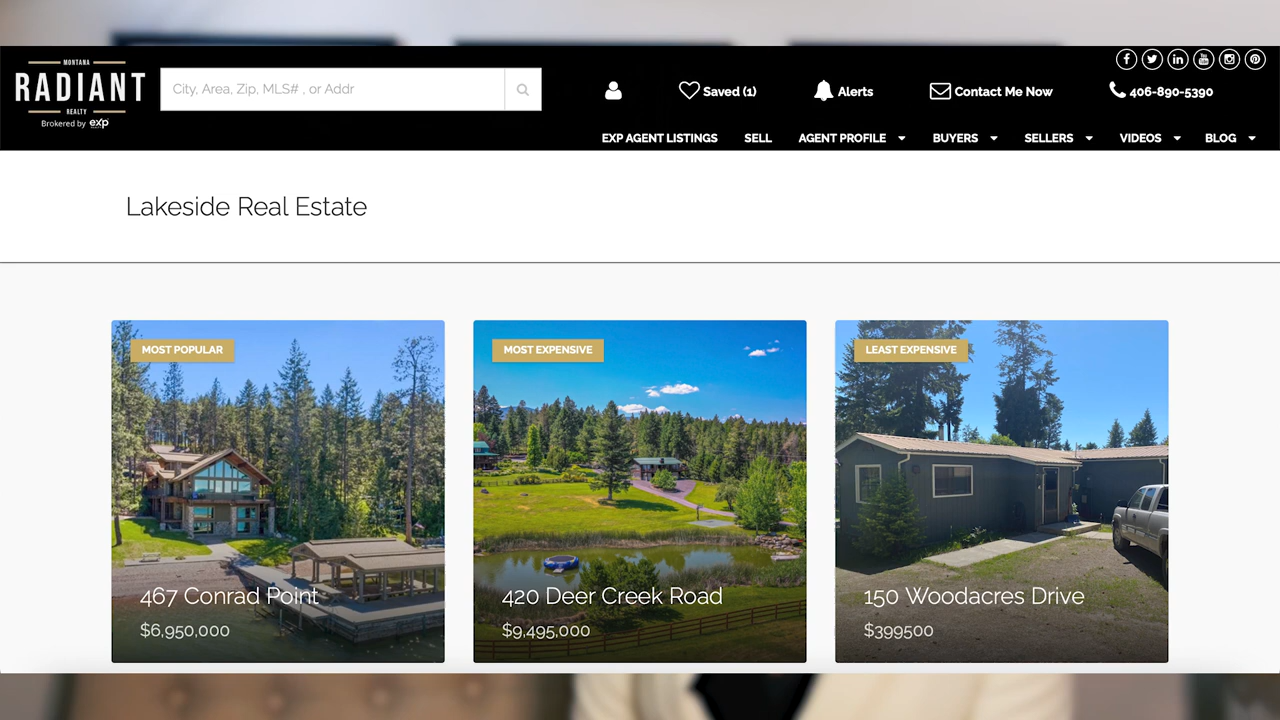 MONTANA
RADIANT
REALTY
Brokered by eXp
City, Area, Zip, MLS# , or Addr
Saved (1)
Alerts
Contact Me Now
406-890-5390
EXP AGENT LISTINGS
SELL
AGENT PROFILE
BUYERS
SELLERS
VIDEOS
BLOG
Lakeside Real Estate
MOST POPULAR
467 Conrad Point
$6,950,000
MOST EXPENSIVE
420 Deer Creek Road
$9,495,000
LEAST EXPENSIVE
150 Woodacres Drive
$399500